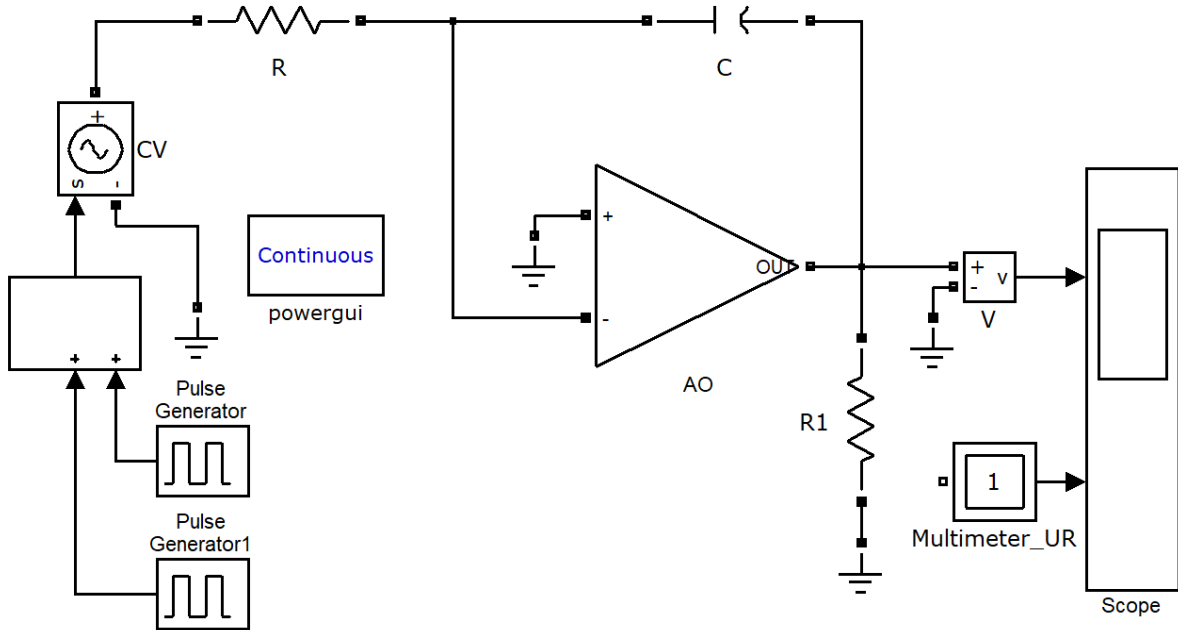 R
C
+
CV
s
-
Continuous
powergui
+
-
OUT
AO
+
-
v
V
+
+
Pulse
Generator
Pulse
Generator1
R1
1
Multimeter_UR
Scope